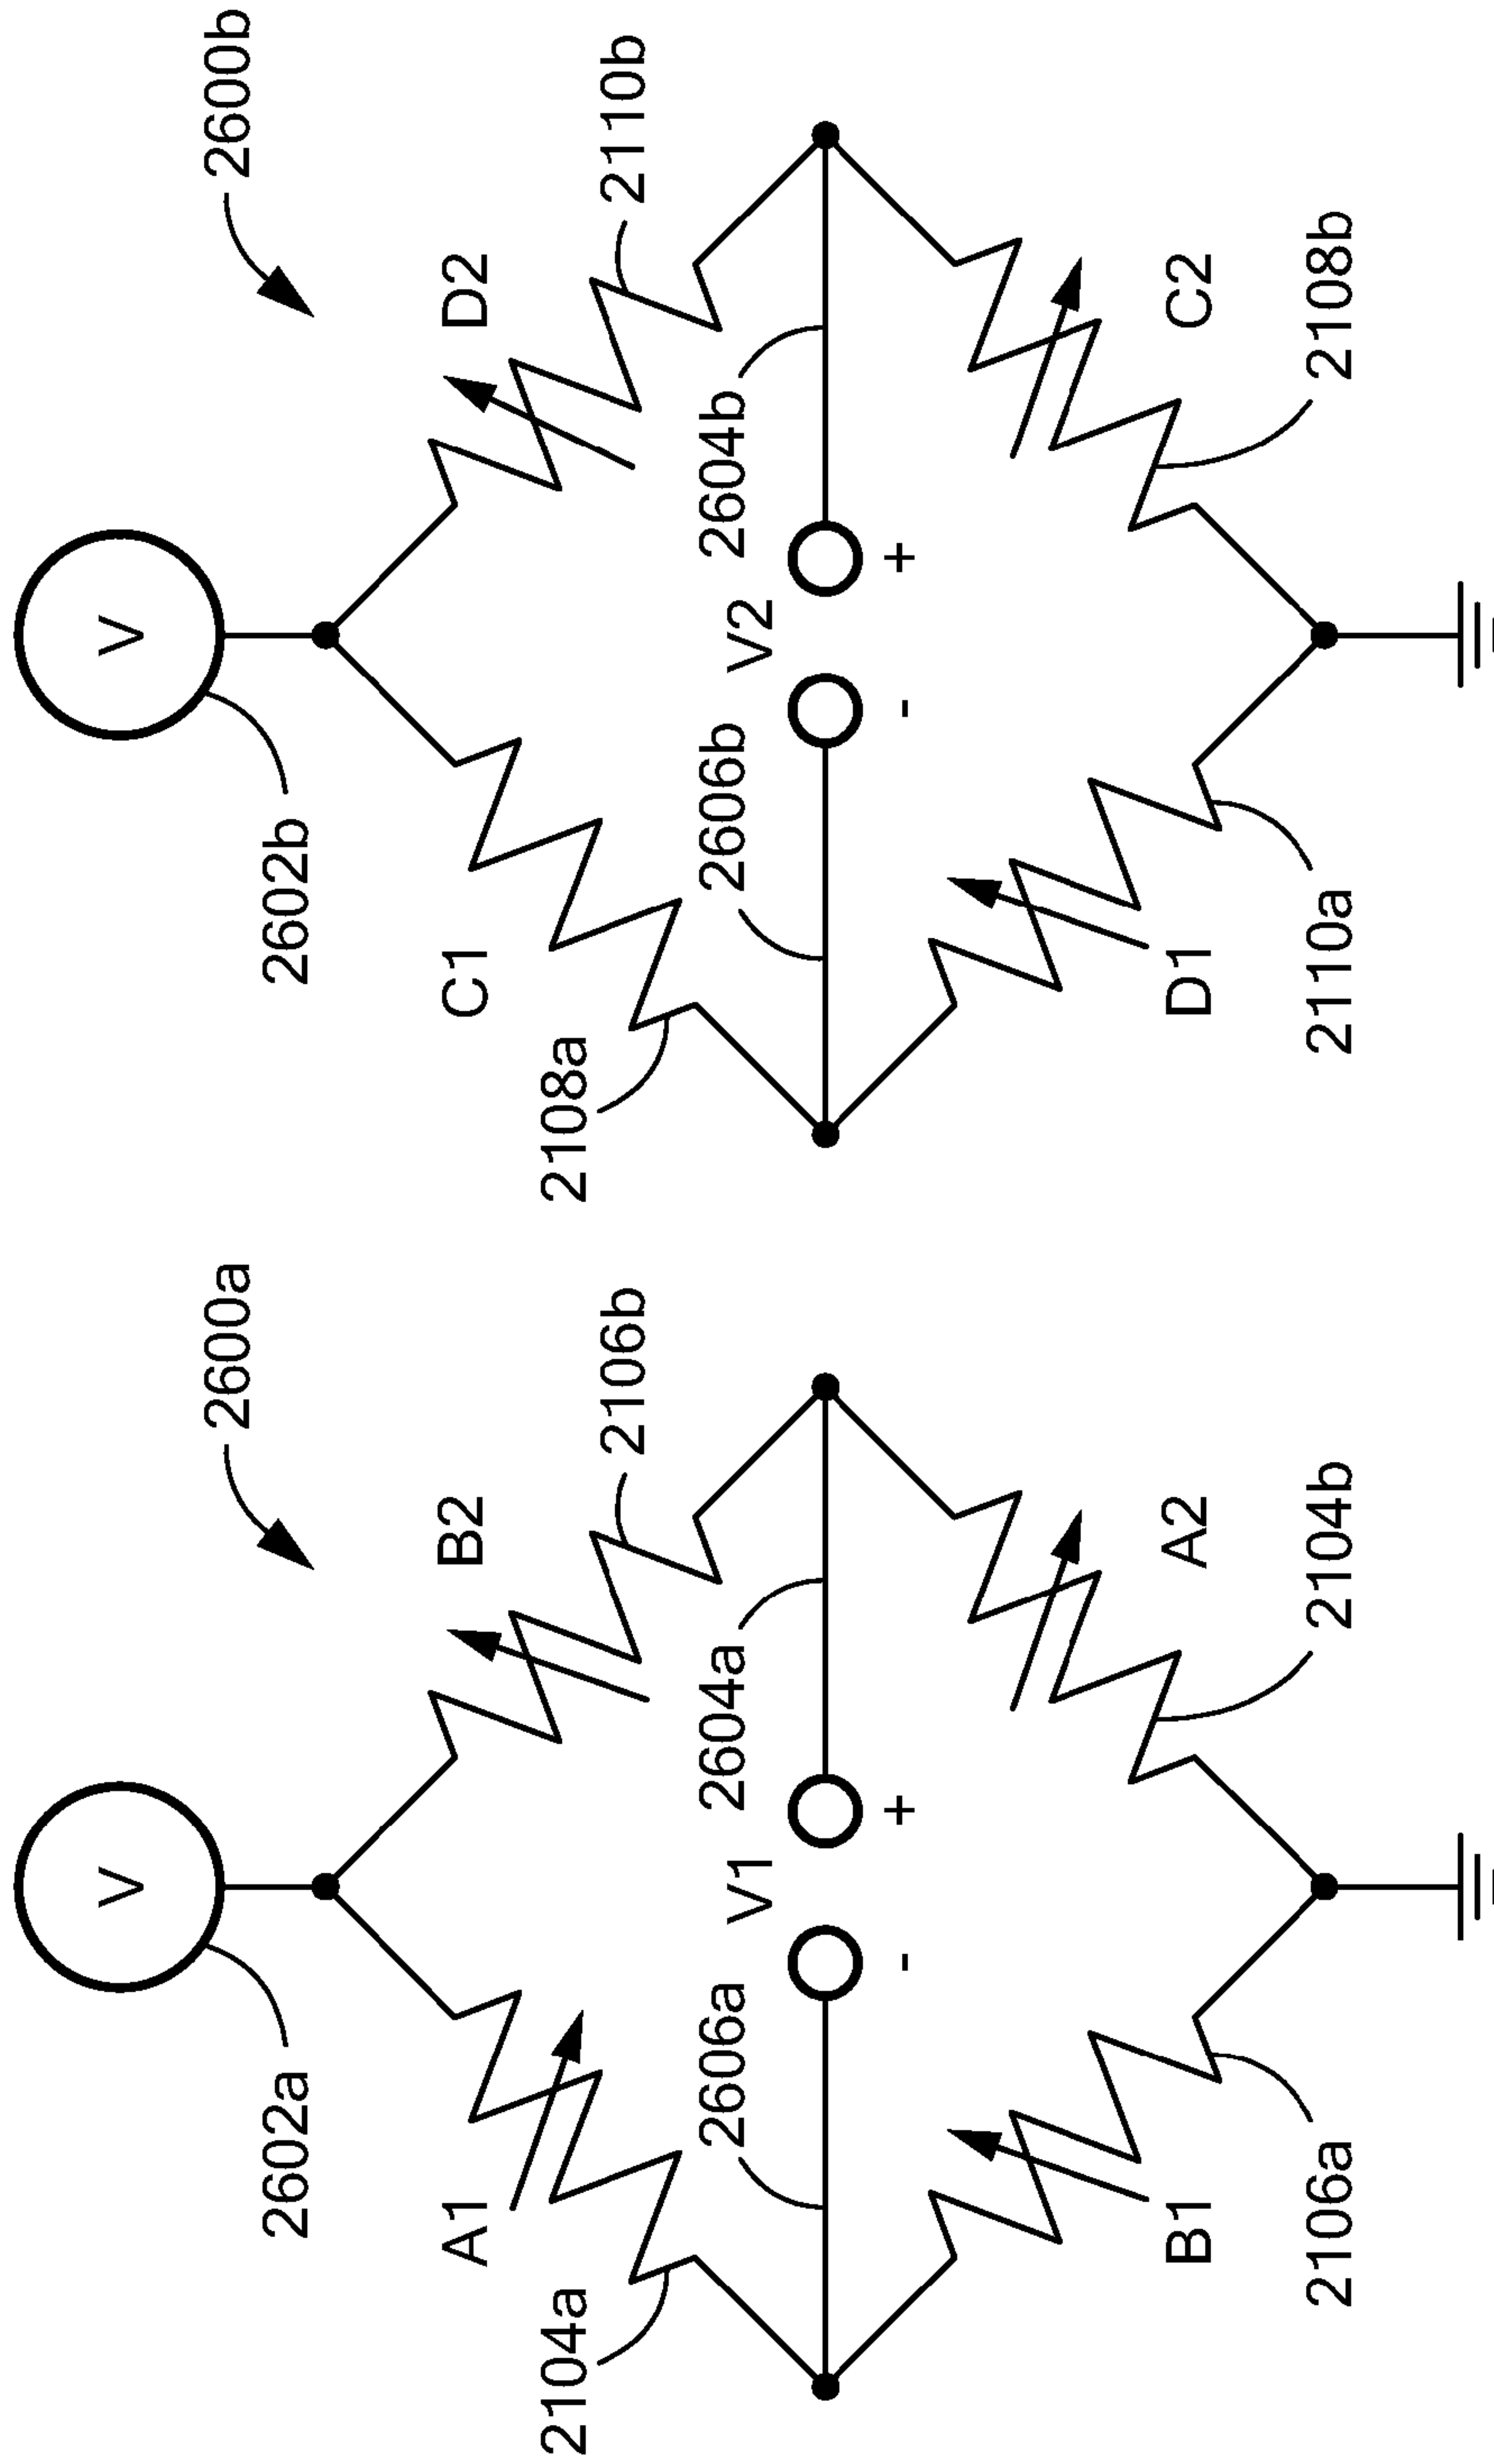 2600a
V
2602a
A1
B2
2104a
2106b
2606a
V1
2604a
-
+
B1
A2
2106a
2104b
2600b
V
2602b
C1
D2
2108a
2110b
2606b
V2
2604b
-
+
D1
C2
2110a
2108b